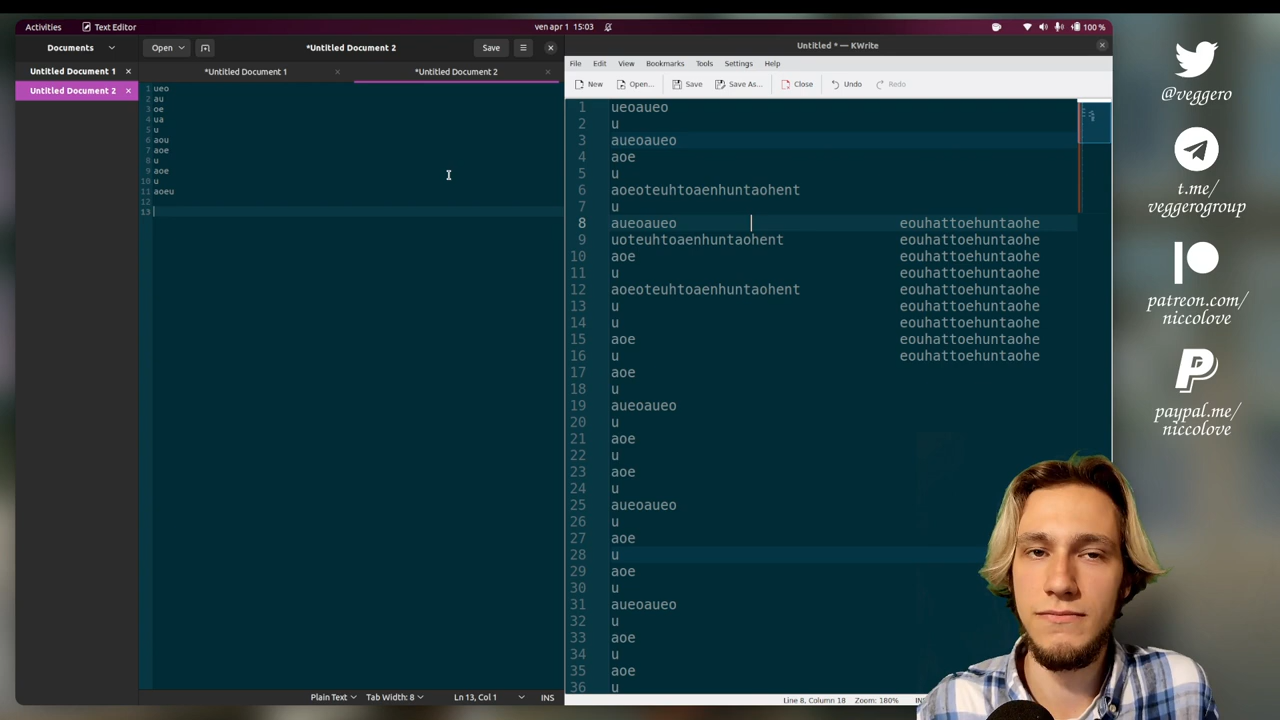 Activities
Text Editor
ven apr 1 15:03
100 %
Documents
Open
*Untitled Document 2
Save
Untitled Document 1
Untitled Document 2
*Untitled Document 1
*Untitled Document 2
1 ueo
2 au
3 oe
4 ua
5 u
6 aou
7 aoe
8 u
9 aoe
10 u
11 aoeu
12
13
Plain Text
Tab Width: 8
Ln 13, Col 1
INS
Untitled * — KWrite
File Edit View Bookmarks Tools Settings Help
New Open... Save Save As... Close Undo Redo
1 ueoaueo
2 u
3 aueoaueo
4 aoe
5 u
6 aoeoteuhtoaenhuntaohent
7 u
8 aueoaueo eouhattoehuntaohe
9 uoteuhtoaenhuntaohent eouhattoehuntaohe
10 aoe eouhattoehuntaohe
11 u eouhattoehuntaohe
12 aoeoteuhtoaenhuntaohent eouhattoehuntaohe
13 u eouhattoehuntaohe
14 u eouhattoehuntaohe
15 aoe eouhattoehuntaohe
16 u eouhattoehuntaohe
17 aoe
18 u
19 aueoaueo
20 u
21 aoe
22 u
23 aoe
24 u
25 aueoaueo
26 u
27 aoe
28 u
29 aoe
30 u
31 aueoaueo
32 u
33 aoe
34 u
35 aoe
36 u
Line 8, Column 18
Zoom: 180%
@veggero
t.me/
veggerogroup
patreon.com/
niccolove
paypal.me/
niccolove